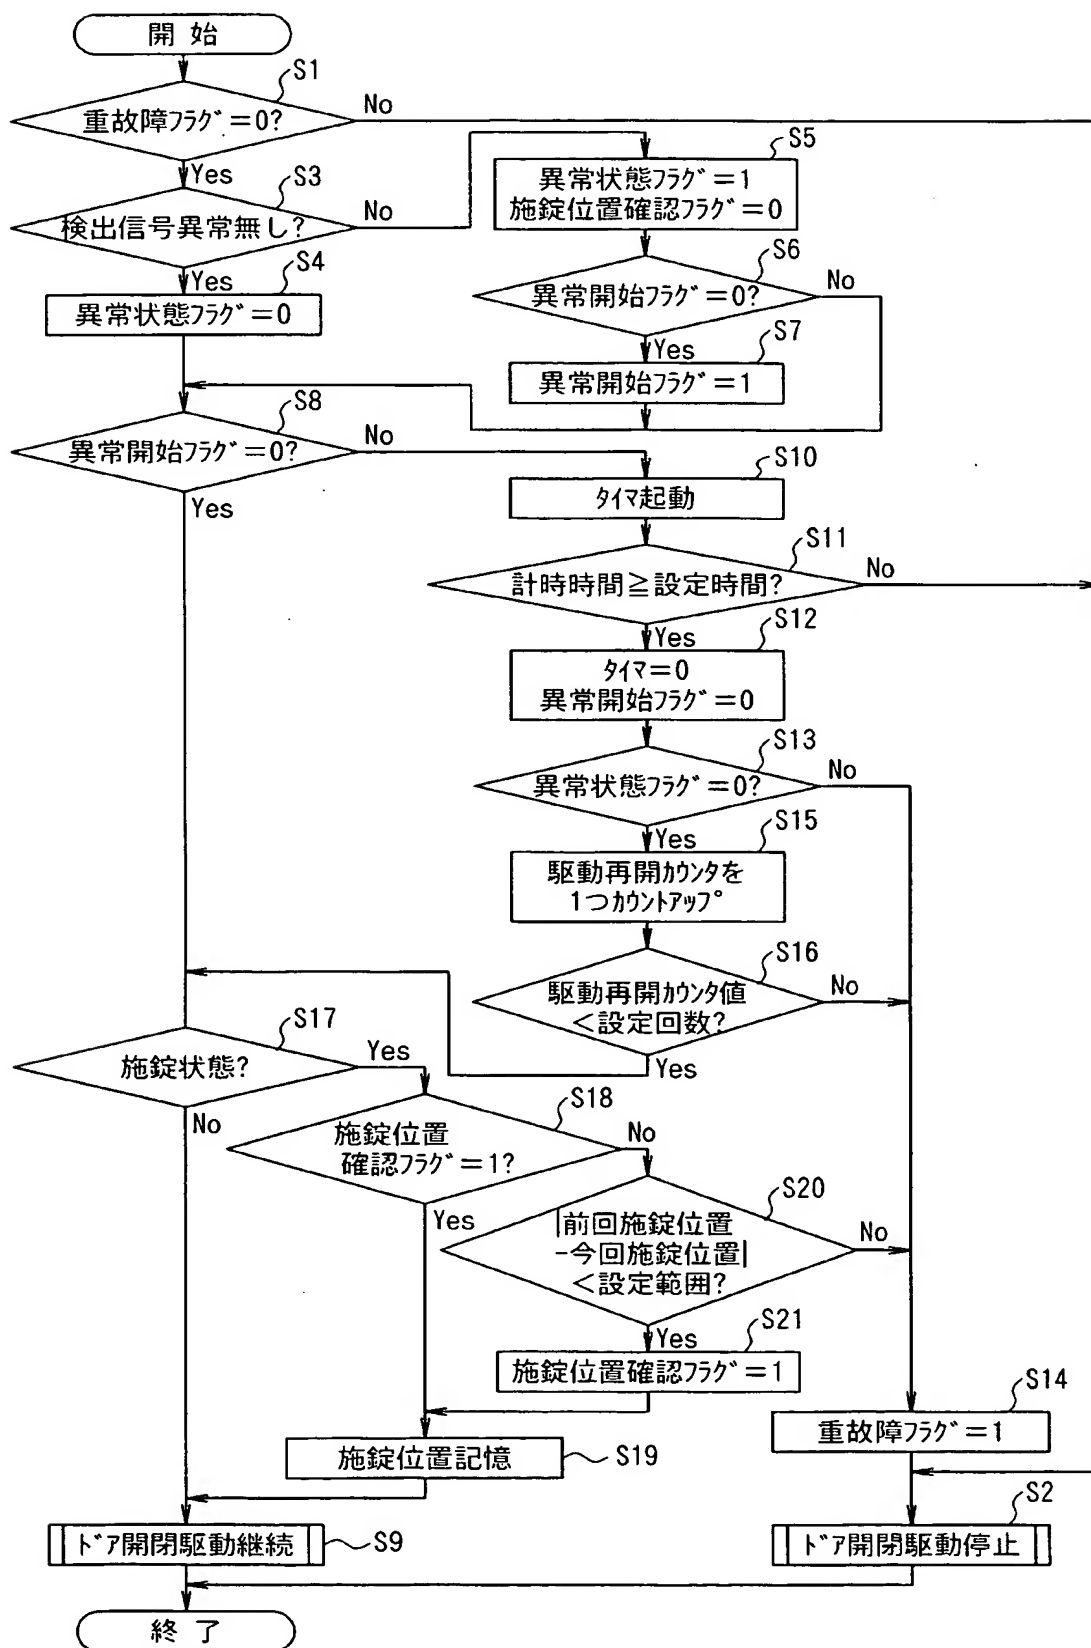 開 始
S1
重故障ﾌﾗｸﾞ=0?
No
Yes
S3
検出信号異常無し?
No
Yes
S4
異常状態ﾌﾗｸﾞ=0
S5
異常状態ﾌﾗｸﾞ=1
施錠位置確認ﾌﾗｸﾞ=0
S6
異常開始ﾌﾗｸﾞ=0?
No
Yes
S7
異常開始ﾌﾗｸﾞ=1
S8
異常開始ﾌﾗｸﾞ=0?
No
Yes
S10
ﾀｲﾏ起動
S11
計時時間≧設定時間?
No
Yes
S12
ﾀｲﾏ=0
異常開始ﾌﾗｸﾞ=0
S13
異常状態ﾌﾗｸﾞ=0?
No
Yes
S15
駆動再開ｶｳﾝﾀを
1つｶｳﾝﾄｱｯﾌﾟ
S16
駆動再開ｶｳﾝﾀ値
<設定回数?
No
Yes
S17
施錠状態?
Yes
No
S18
施錠位置
確認ﾌﾗｸﾞ=1?
No
Yes
S20
|前回施錠位置
-今回施錠位置|
<設定範囲?
No
Yes
S21
施錠位置確認ﾌﾗｸﾞ=1
S14
重故障ﾌﾗｸﾞ=1
施錠位置記憶
S19
S2
ﾄﾞｱ開閉駆動継続
S9
ﾄﾞｱ開閉駆動停止
終 了